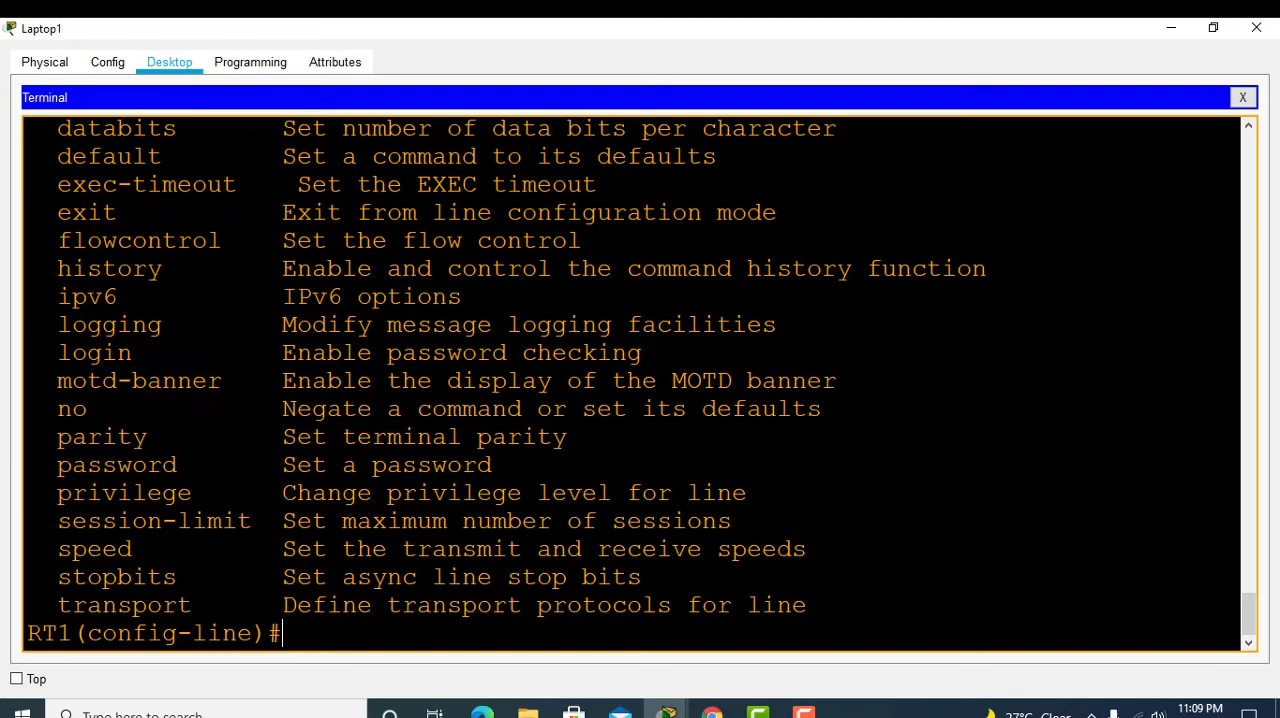 Laptop1
Physical Config Desktop Programming Attributes
Terminal X
databits Set number of data bits per character
default Set a command to its defaults
exec-timeout Set the EXEC timeout
exit Exit from line configuration mode
flowcontrol Set the flow control
history Enable and control the command history function
ipv6 IPv6 options
logging Modify message logging facilities
login Enable password checking
motd-banner Enable the display of the MOTD banner
no Negate a command or set its defaults
parity Set terminal parity
password Set a password
privilege Change privilege level for line
session-limit Set maximum number of sessions
speed Set the transmit and receive speeds
stopbits Set async line stop bits
transport Define transport protocols for line
RT1(config-line)#
Top
Type here to search
27°C Clear
11:09 PM